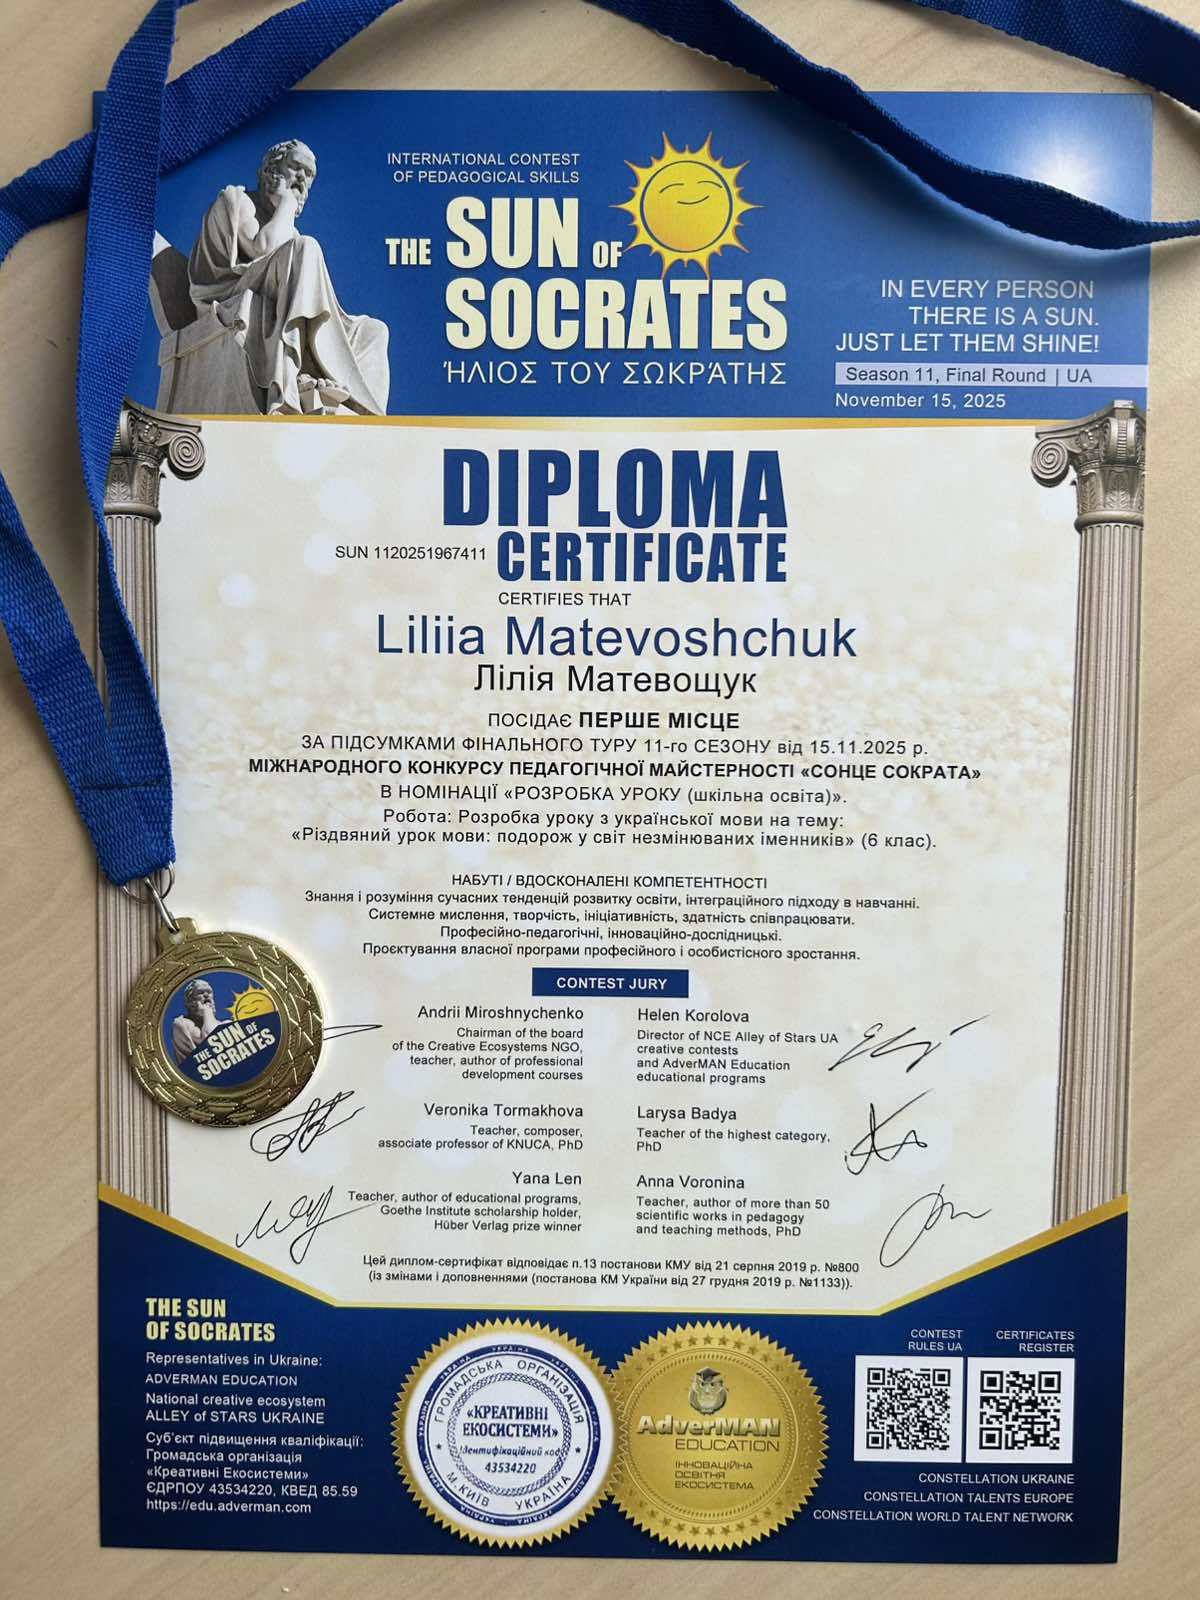 INTERNATIONAL CONTEST
OF PEDAGOGICAL SKILLS
THE SUN OF
SOCRATES
ἭΛΙΟΣ ΤΟΥ ΣΩΚΡΆΤΗΣ
IN EVERY PERSON
THERE IS A SUN.
JUST LET THEM SHINE!
Season 11, Final Round | UA
November 15, 2025
DIPLOMA
SUN 1120251967411 CERTIFICATE
CERTIFIES THAT
Liliia Matevoshchuk
Лілія Матевощук
ПОСІДАЄ ПЕРШЕ МІСЦЕ
ЗА ПІДСУМКАМИ ФІНАЛЬНОГО ТУРУ 11-го СЕЗОНУ від 15.11.2025 р.
МІЖНАРОДНОГО КОНКУРСУ ПЕДАГОГІЧНОЇ МАЙСТЕРНОСТІ «СОНЦЕ СОКРАТА»
В НОМІНАЦІЇ «РОЗРОБКА УРОКУ (шкільна освіта)».
Робота: Розробка уроку з української мови на тему:
«Різдвяний урок мови: подорож у світ незмінюваних іменників» (6 клас).
НАБУТІ / ВДОСКОНАЛЕНІ КОМПЕТЕНТНОСТІ
Знання і розуміння сучасних тенденцій розвитку освіти, інтеграційного підходу в навчанні.
Системне мислення, творчість, ініціативність, здатність співпрацювати.
Професійно-педагогічні, інноваційно-дослідницькі.
Проєктування власної програми професійного і особистісного зростання.
CONTEST JURY
Andrii Miroshnychenko
Chairman of the board
of the Creative Ecosystems NGO,
teacher, author of professional
development courses
Helen Korolova
Director of NCE Alley of Stars UA
creative contests
and AdverMAN Education
educational programs
Veronika Tormakhova
Teacher, composer,
associate professor of KNUCA, PhD
Larysa Badya
Teacher of the highest category,
PhD
Yana Len
Teacher, author of educational programs,
Goethe Institute scholarship holder,
Hüber Verlag prize winner
Anna Voronina
Teacher, author of more than 50
scientific works in pedagogy
and teaching methods, PhD
THE SUN OF
SOCRATES
Цей диплом-сертифікат відповідає п.13 постанови КМУ від 21 серпня 2019 р. №800
(із змінами і доповненнями (постанова КМ України від 27 грудня 2019 р. №1133)).
THE SUN
OF SOCRATES
Representatives in Ukraine:
ADVERMAN EDUCATION
National creative ecosystem
ALLEY of STARS UKRAINE
Суб'єкт підвищення кваліфікації:
Громадська організація
«Креативні Екосистеми»
ЄДРПОУ 43534220, КВЕД 85.59
https://edu.adverman.com
УКРАЇНА
ГРОМАДСЬКА ОРГАНІЗАЦІЯ
«КРЕАТИВНІ
ЕКОСИСТЕМИ»
Ідентифікаційний код
43534220
М.КИЇВ УКРАЇНА
AdverMAN
EDUCATION
ІННОВАЦІЙНА
ОСВІТНЯ
ЕКОСИСТЕМА
CONTEST
RULES UA
CERTIFICATES
REGISTER
CONSTELLATION UKRAINE
CONSTELLATION TALENTS EUROPE
CONSTELLATION WORLD TALENT NETWORK